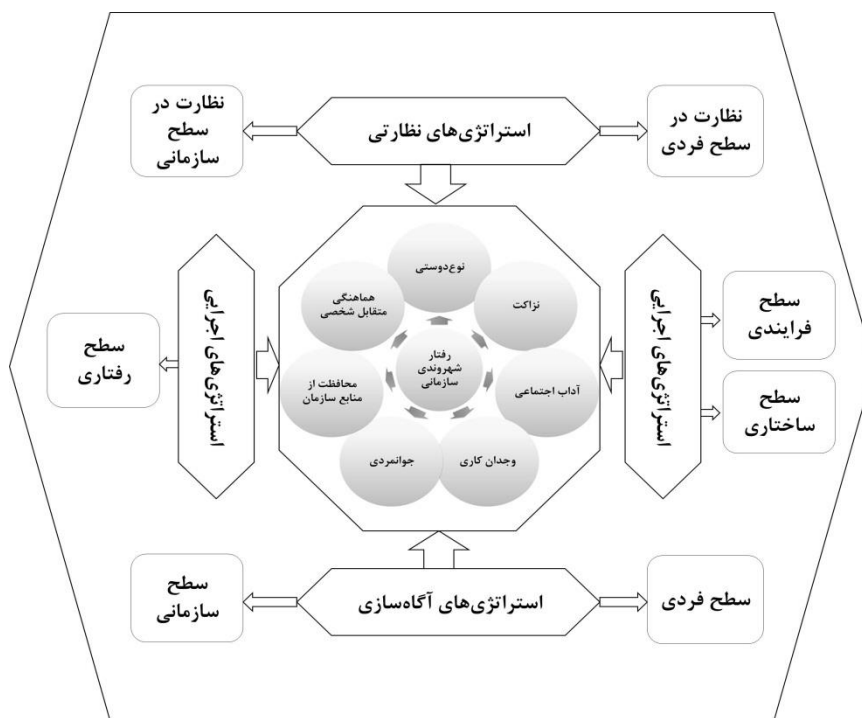 نظارت در
سطح فردی
استراتژی‌های نظارتی
نظارت در
سطح
سازمانی
سطح
فرایندی
سطح
ساختاری
استراتژی‌های اجرایی
نوع‌دوستی
نزاکت
آداب اجتماعی
وجدان کاری
جوانمردی
محافظت از
منابع سازمان
هماهنگی
متقابل شخصی
رفتار
شهروندی
سازمانی
استراتژی‌های اجرایی
سطح
رفتاری
سطح فردی
استراتژی‌های آگاه‌سازی
سطح
سازمانی